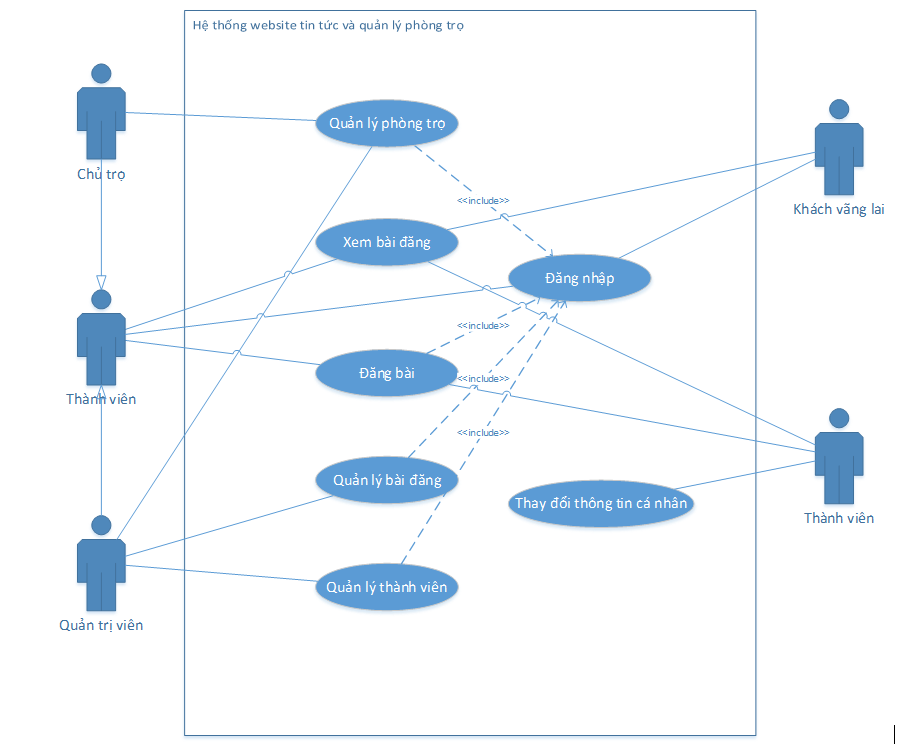 Hệ thống website tin tức và quản lý phòng trọ
Quản lý phòng trọ
Chủ trọ
<<include>>
Khách vãng lai
Xem bài đăng
Đăng nhập
<<include>>
Đăng bài
<<include>>
Thành viên
<<include>>
Quản lý bài đăng
Thay đổi thông tin cá nhân
Thành viên
Quản lý thành viên
Quản trị viên